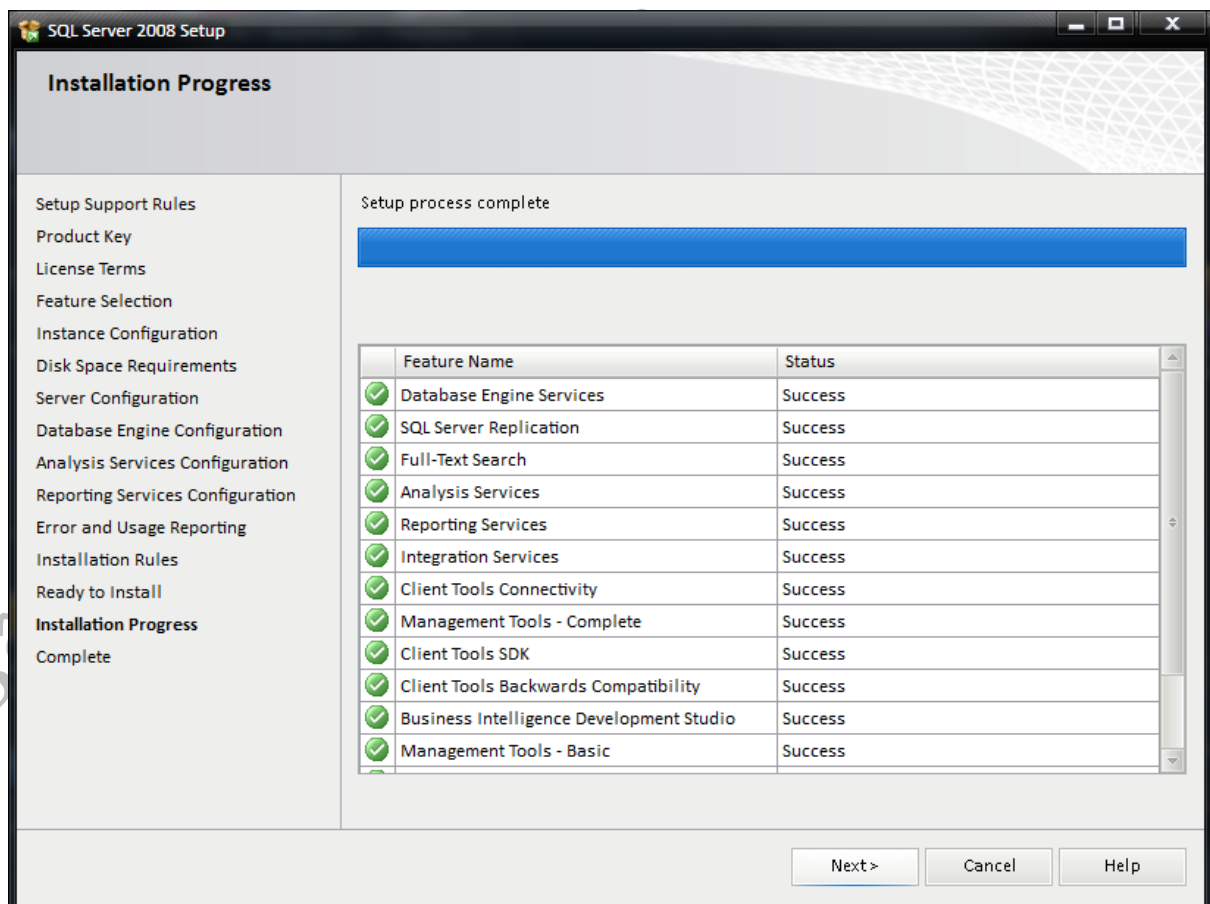 SQL Server 2008 Setup
Installation Progress
Setup Support Rules
Product Key
License Terms
Feature Selection
Instance Configuration
Disk Space Requirements
Server Configuration
Database Engine Configuration
Analysis Services Configuration
Reporting Services Configuration
Error and Usage Reporting
Installation Rules
Ready to Install
Installation Progress
Complete
Setup process complete
Feature Name Status
Database Engine Services Success
SQL Server Replication Success
Full-Text Search Success
Analysis Services Success
Reporting Services Success
Integration Services Success
Client Tools Connectivity Success
Management Tools - Complete Success
Client Tools SDK Success
Client Tools Backwards Compatibility Success
Business Intelligence Development Studio Success
Management Tools - Basic Success
Next> Cancel Help